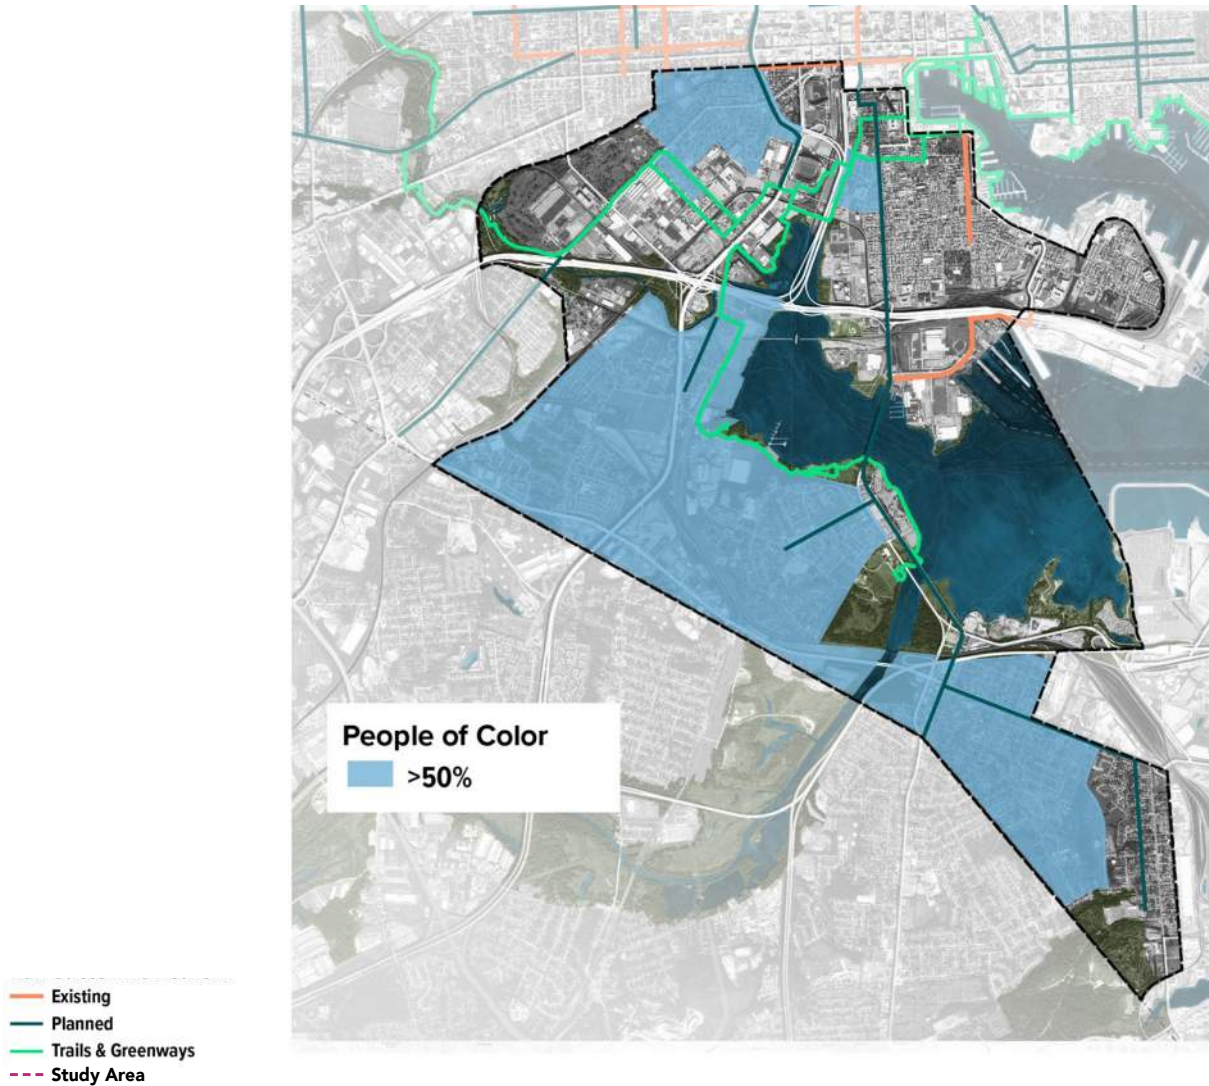 People of Color
>50%
Existing
Planned
Trails & Greenways
Study Area